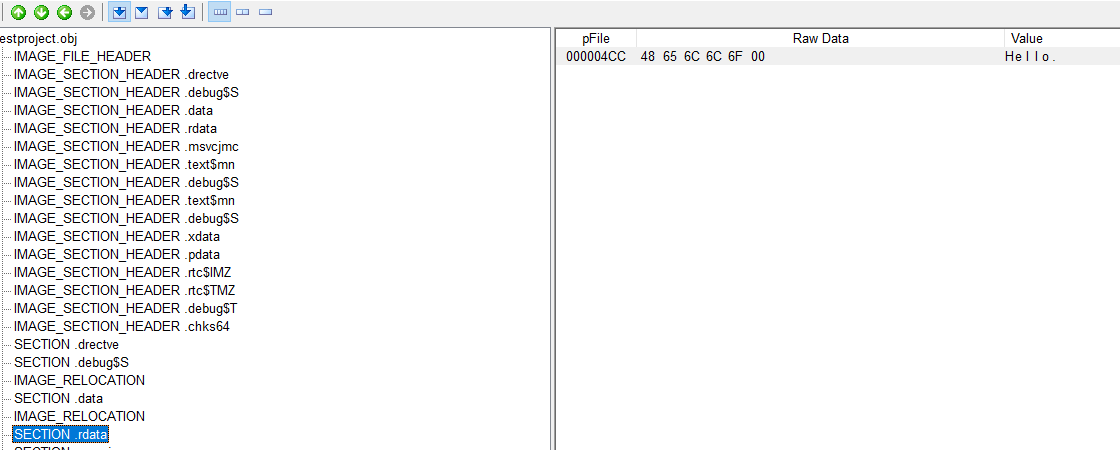 estproject.obj
IMAGE_FILE_HEADER
IMAGE_SECTION_HEADER .drectve
IMAGE_SECTION_HEADER .debug$S
IMAGE_SECTION_HEADER .data
IMAGE_SECTION_HEADER .rdata
IMAGE_SECTION_HEADER .msvcjmc
IMAGE_SECTION_HEADER .text$mn
IMAGE_SECTION_HEADER .debug$S
IMAGE_SECTION_HEADER .text$mn
IMAGE_SECTION_HEADER .debug$S
IMAGE_SECTION_HEADER .xdata
IMAGE_SECTION_HEADER .pdata
IMAGE_SECTION_HEADER .rtc$IMZ
IMAGE_SECTION_HEADER .rtc$TMZ
IMAGE_SECTION_HEADER .debug$T
IMAGE_SECTION_HEADER .chks64
SECTION .drectve
SECTION .debug$S
IMAGE_RELOCATION
SECTION .data
IMAGE_RELOCATION
SECTION .rdata
pFile Raw Data Value
000004CC 48 65 6C 6C 6F 00 Hello.